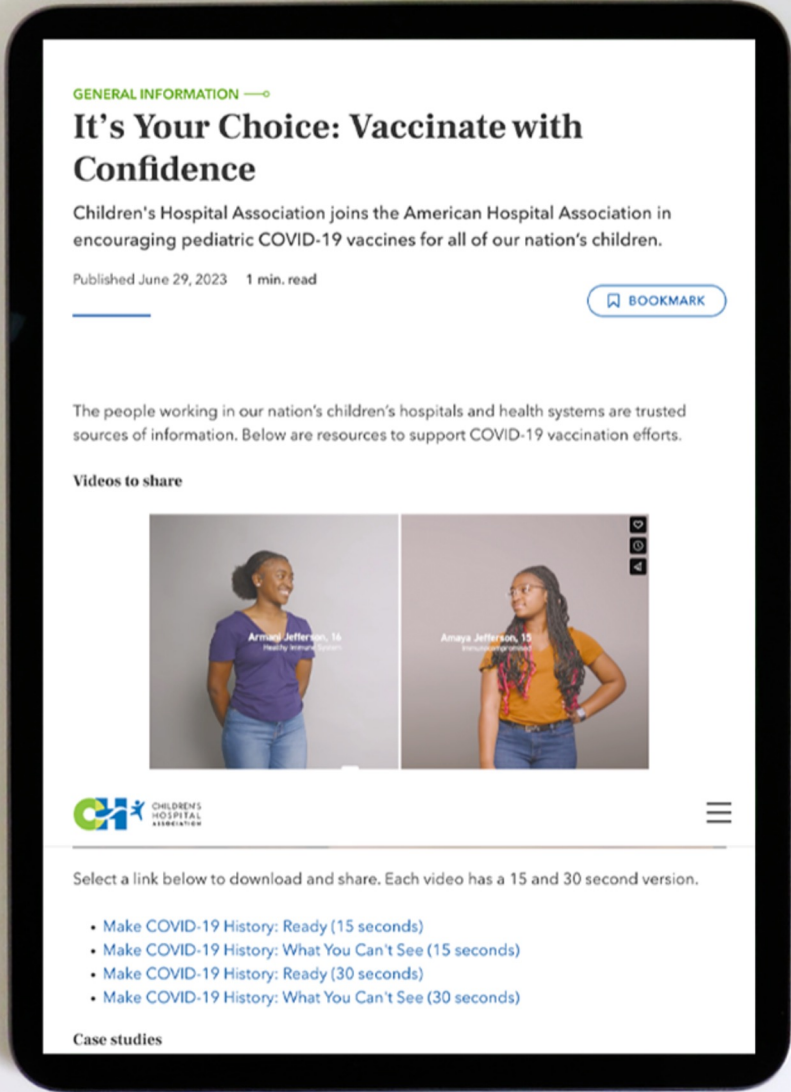 GENERAL INFORMATION
It's Your Choice: Vaccinate with
Confidence
Children's Hospital Association joins the American Hospital Association in
encouraging pediatric COVID-19 vaccines for all of our nation's children.
Published June 29, 2023 1 min. read
BOOKMARK
The people working in our nation's children's hospitals and health systems are trusted
sources of information. Below are resources to support COVID-19 vaccination efforts.
Videos to share
Armani Jefferson, 16
Healthy Immune System
Amaya Jefferson, 15
Immunocompromised
CH
CHILDREN'S
HOSPITAL
ASSOCIATION
Select a link below to download and share. Each video has a 15 and 30 second version.
• Make COVID-19 History: Ready (15 seconds)
• Make COVID-19 History: What You Can't See (15 seconds)
• Make COVID-19 History: Ready (30 seconds)
• Make COVID-19 History: What You Can't See (30 seconds)
Case studies